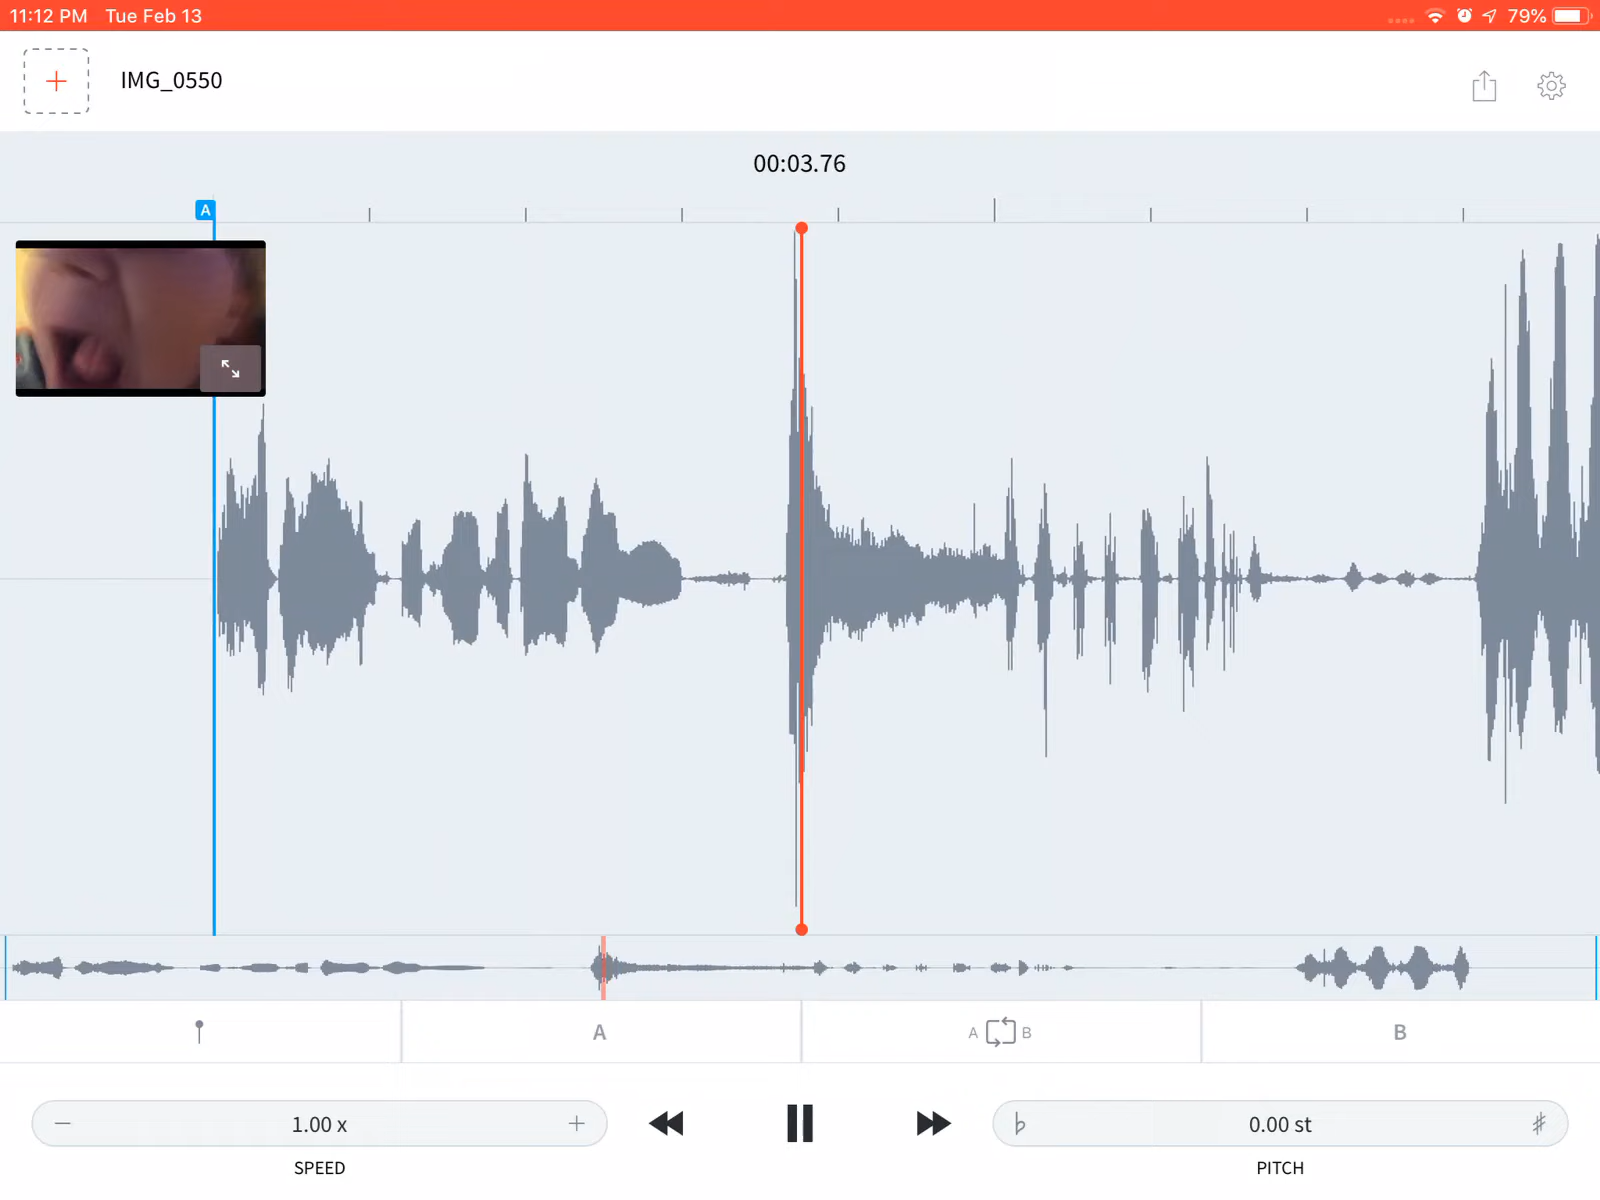 11:12 PM Tue Feb 13 79%
IMG_0550
00:03.76
A
A A B B
1.00 x 0.00 st
SPEED PITCH